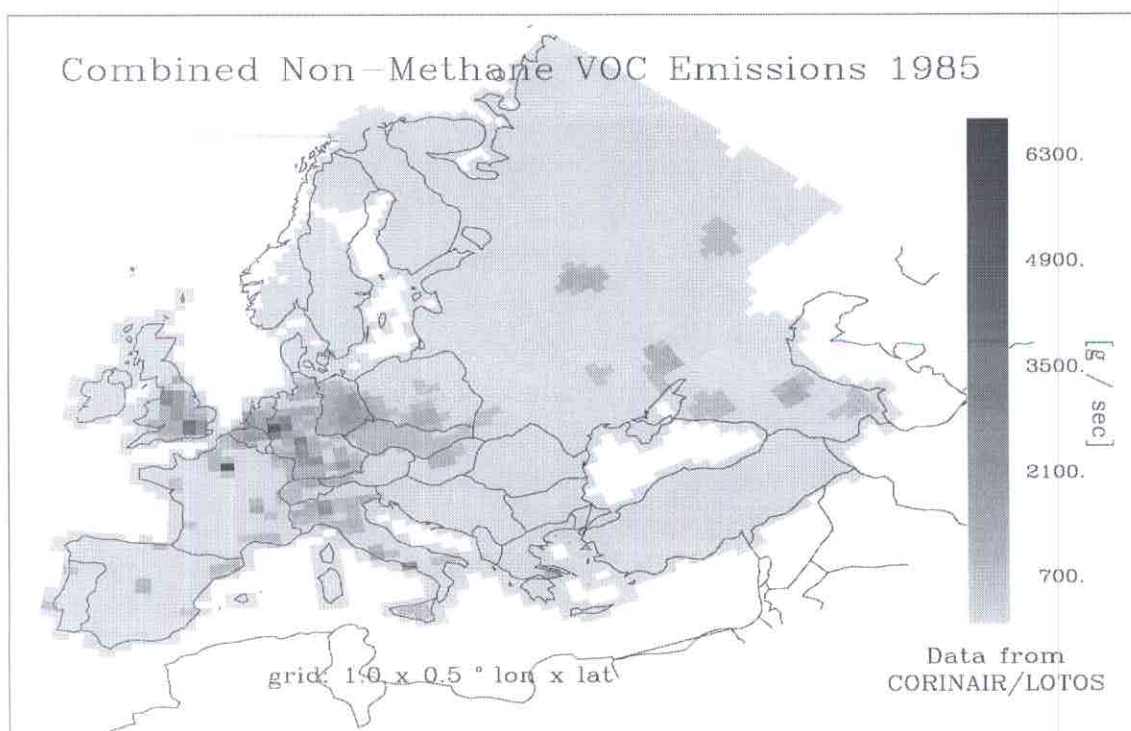 Combined Non-Methane VOC Emissions 1985
6300.
4900.
3500.
2100.
700.
[g / sec]
grid: 1.0 x 0.5 ° lon x lat
Data from
CORINAIR/LOTOS